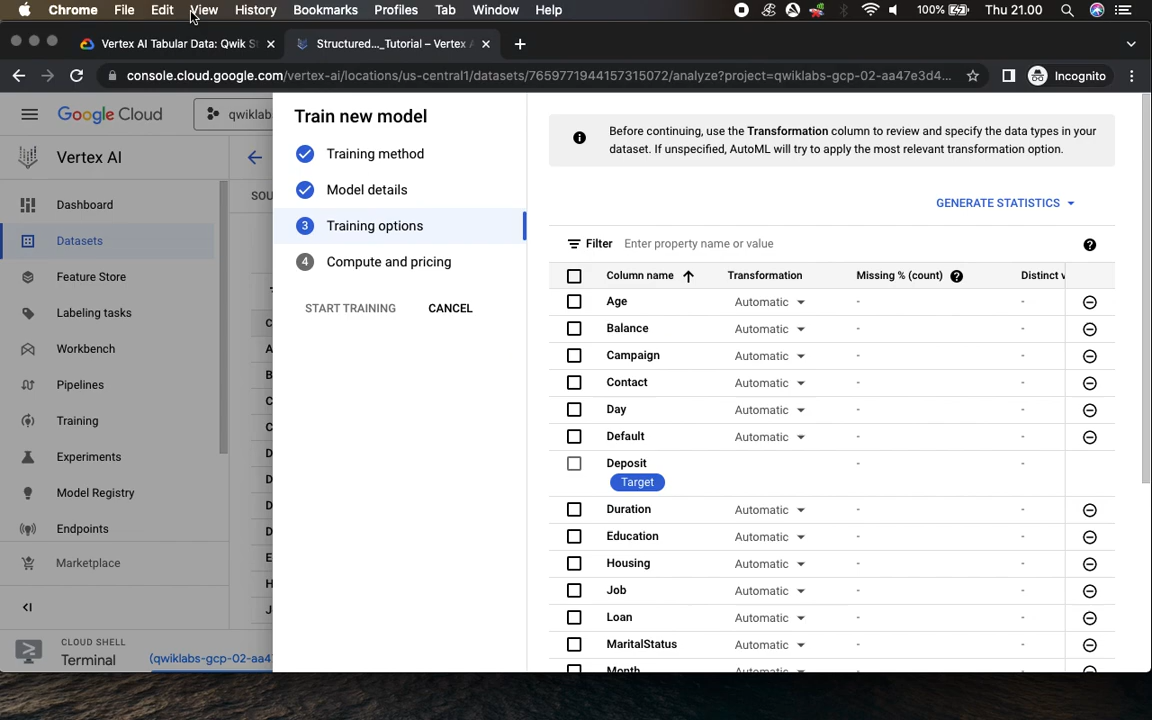 Chrome File Edit View History Bookmarks Profiles Tab Window Help 100% Thu 21.00
Vertex AI Tabular Data: Qwik St Structured..._Tutorial – Vertex A
console.cloud.google.com/vertex-ai/locations/us-central1/datasets/7659771944157315072/analyze?project=qwiklabs-gcp-02-aa47e3d4... Incognito
Google Cloud qwiklab
Vertex AI
SOU
Dashboard
Datasets
Feature Store
Labeling tasks
Workbench
Pipelines
Training
Experiments
Model Registry
Endpoints
Marketplace
CLOUD SHELL
Terminal (qwiklabs-gcp-02-aa4
Train new model
Training method
Model details
3 Training options
4 Compute and pricing
START TRAINING CANCEL
Before continuing, use the Transformation column to review and specify the data types in your
dataset. If unspecified, AutoML will try to apply the most relevant transformation option.
GENERATE STATISTICS
Filter Enter property name or value
Column name Transformation Missing % (count) Distinct v
Age Automatic - -
Balance Automatic - -
Campaign Automatic - -
Contact Automatic - -
Day Automatic - -
Default Automatic - -
Deposit - -
Target
Duration Automatic - -
Education Automatic - -
Housing Automatic - -
Job Automatic - -
Loan Automatic - -
MaritalStatus Automatic - -
Month Automatic - -